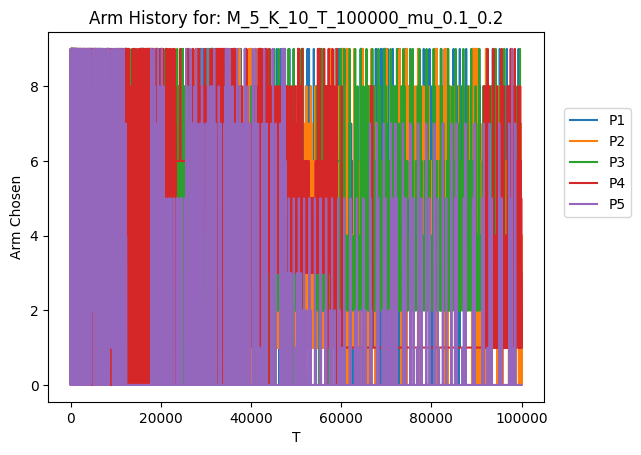 Arm History for: M_5_K_10_T_100000_mu_0.1_0.2
8
6
4
2
0
Arm Chosen
0 20000 40000 60000 80000 100000
T
P1
P2
P3
P4
P5